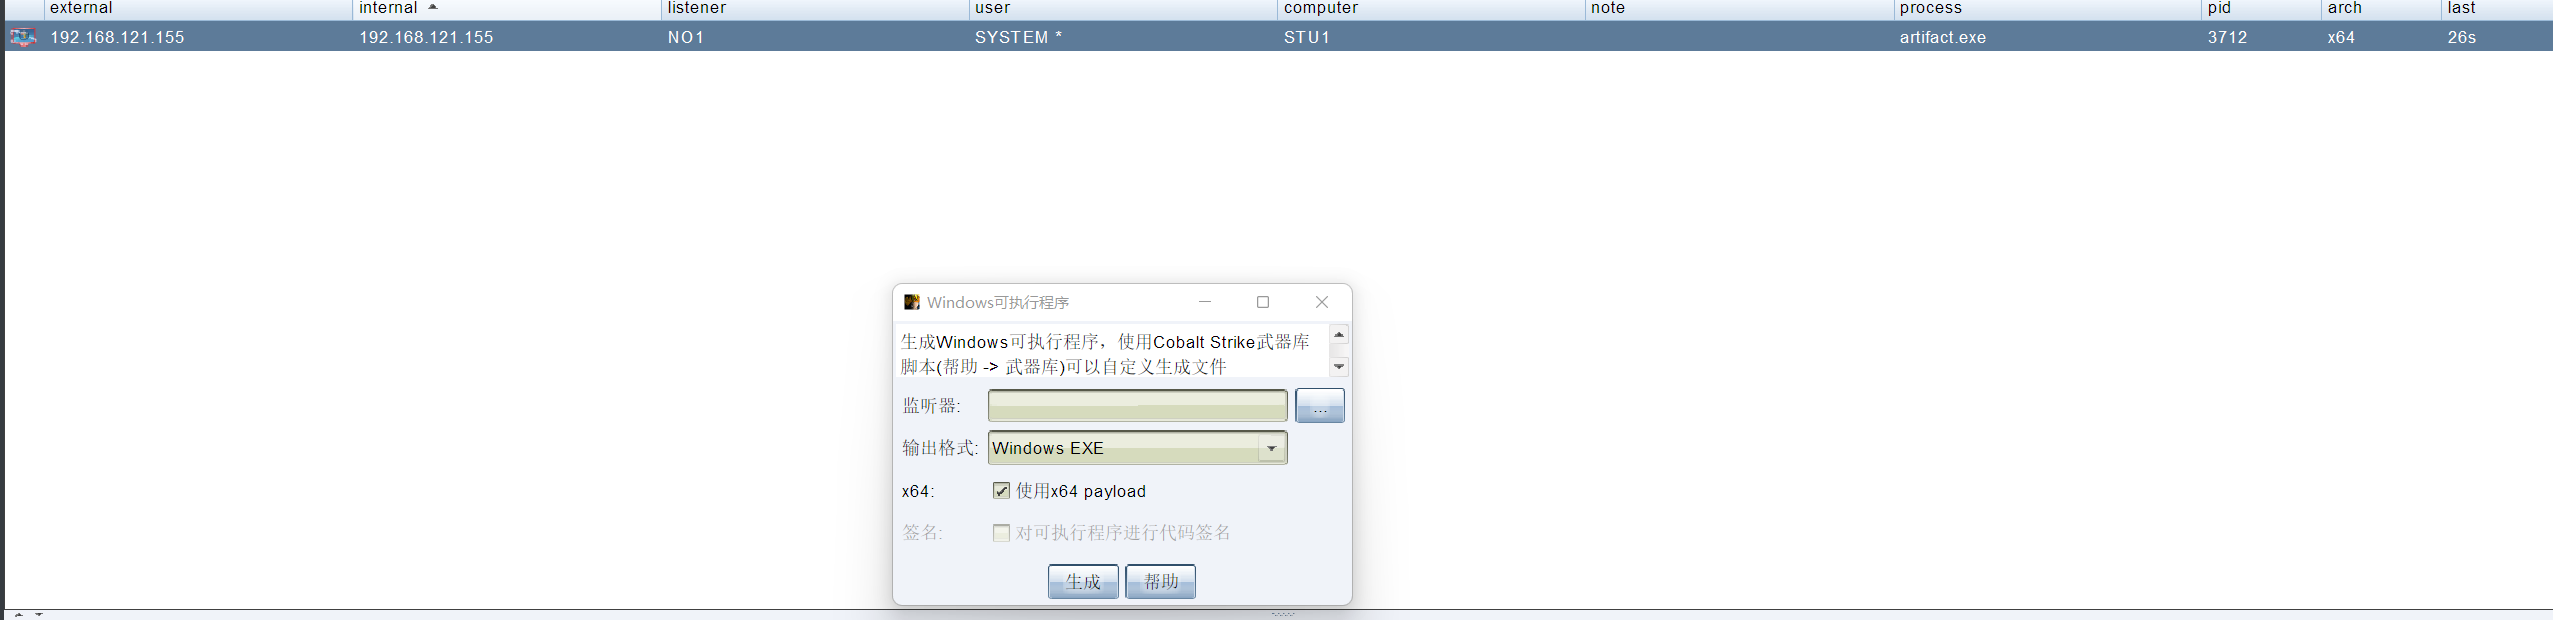 external internal listener user computer note process pid arch last
192.168.121.155 192.168.121.155 NO1 SYSTEM * STU1 artifact.exe 3712 x64 26s
Windows可执行程序
生成Windows可执行程序，使用Cobalt Strike武器库
脚本(帮助 -> 武器库)可以自定义生成文件
监听器: ...
输出格式: Windows EXE
x64: 使用x64 payload
签名: 对可执行程序进行代码签名
生成 帮助